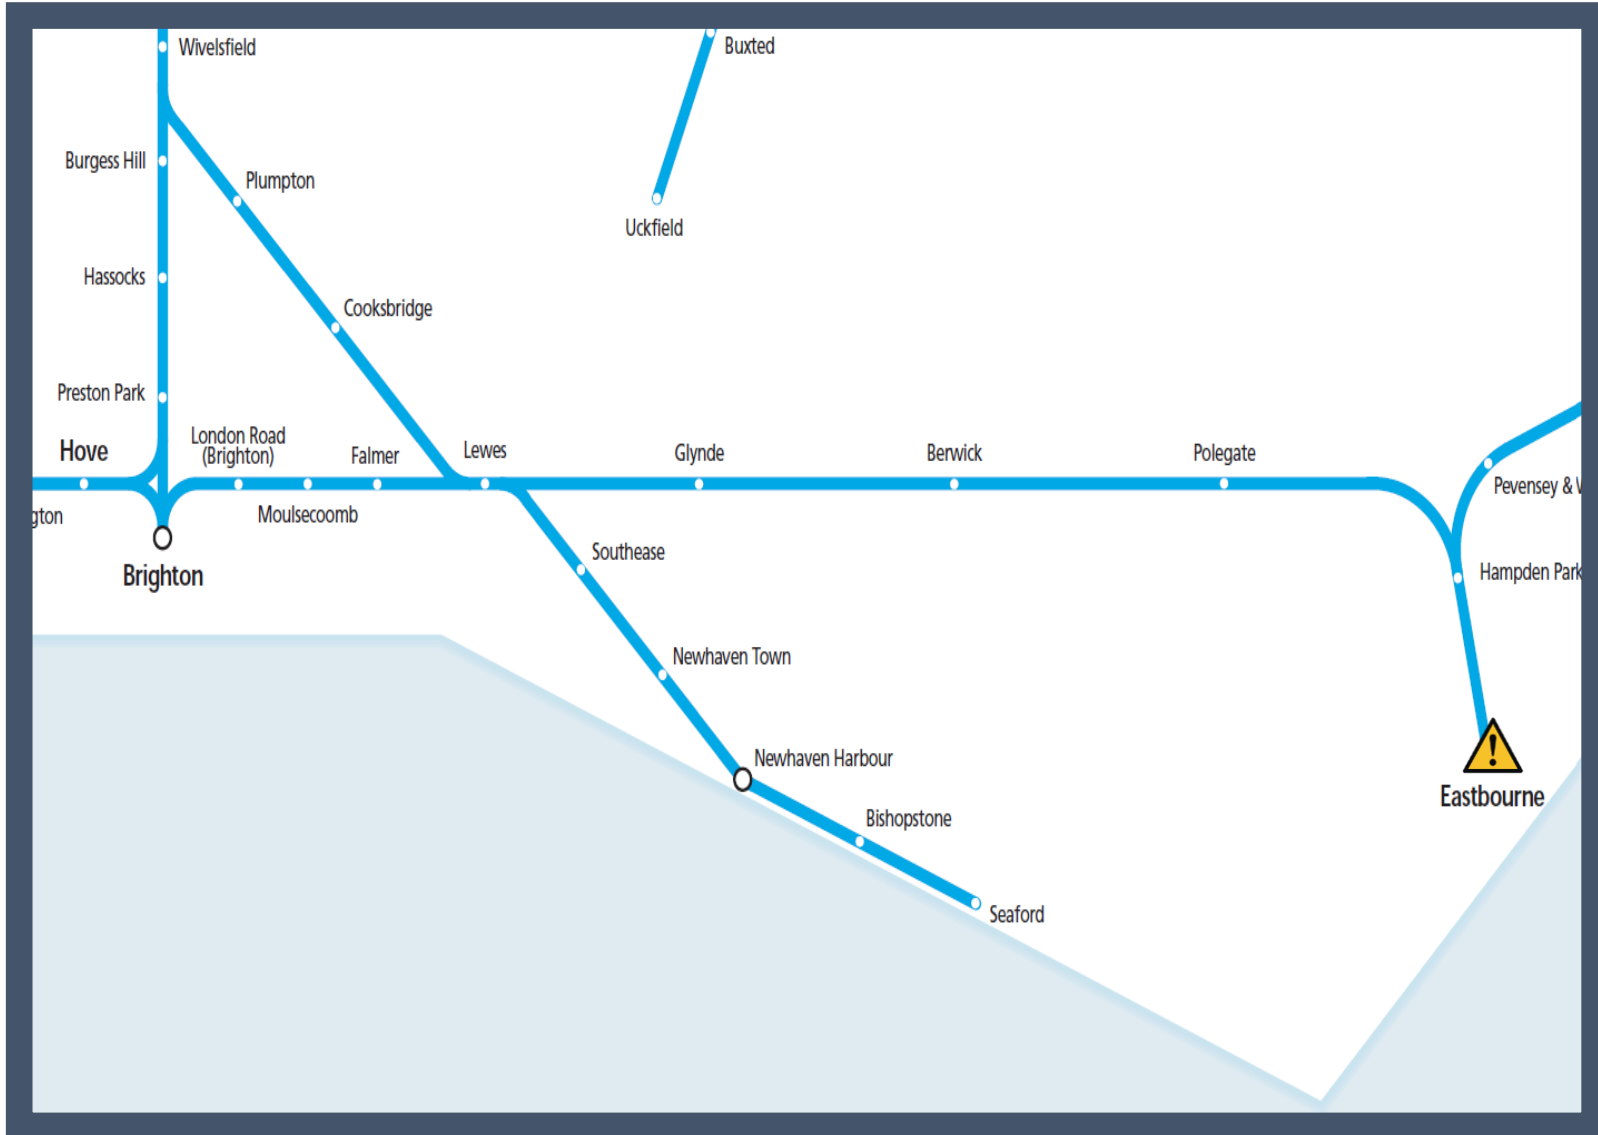 Wivelsfield
Buxted
Burgess Hill
Plumpton
Uckfield
Hassocks
Cooksbridge
Preston Park
Hove
London Road
(Brighton)
Falmer
Lewes
Glynde
Berwick
Polegate
Pevensey &
gton
Moulsecoomb
Brighton
Southease
Hampden Park
Newhaven Town
Newhaven Harbour
!
Eastbourne
Bishopstone
Seaford